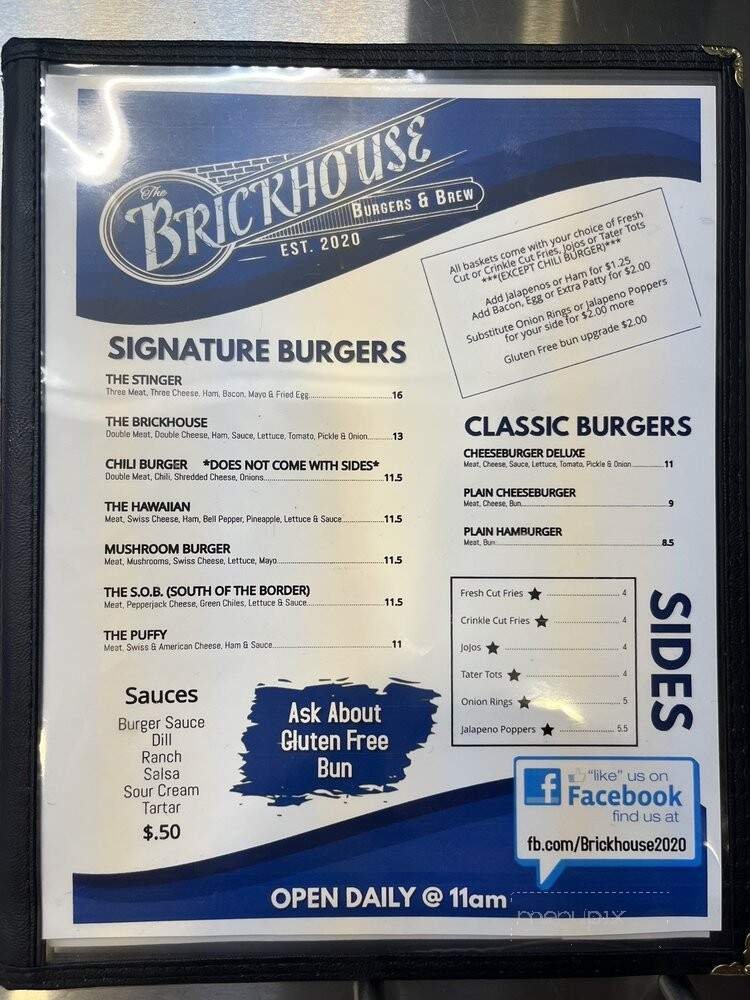 The
BRICKHOUSE
BURGERS & BREW
EST. 2020
All baskets come with your choice of Fresh
Cut or Crinkle Cut Fries, Jojos or Tater Tots
***(EXCEPT CHILI BURGER)***
Add Jalapenos or Ham for $1.25
Add Bacon, Egg or Extra Patty for $2.00
Substitute Onion Rings or Jalapeno Poppers
for your side for $2.00 more
Gluten Free bun upgrade $2.00
SIGNATURE BURGERS
THE STINGER
Three Meat, Three Cheese, Ham, Bacon, Mayo & Fried Egg 16
THE BRICKHOUSE
Double Meat, Double Cheese, Ham, Sauce, Lettuce, Tomato, Pickle & Onion 13
CHILI BURGER *DOES NOT COME WITH SIDES*
Double Meat, Chili, Shredded Cheese, Onions 11.5
THE HAWAIIAN
Meat, Swiss Cheese, Ham, Bell Pepper, Pineapple, Lettuce & Sauce 11.5
MUSHROOM BURGER
Meat, Mushrooms, Swiss Cheese, Lettuce, Mayo 11.5
THE S.O.B. (SOUTH OF THE BORDER)
Meat, Pepperjack Cheese, Green Chiles, Lettuce & Sauce 11.5
THE PUFFY
Meat, Swiss & American Cheese, Ham & Sauce 11
CLASSIC BURGERS
CHEESEBURGER DELUXE
Meat, Cheese, Sauce, Lettuce, Tomato, Pickle & Onion 11
PLAIN CHEESEBURGER
Meat, Cheese, Bun 9
PLAIN HAMBURGER
Meat, Bun 8.5
SIDES
Fresh Cut Fries ★ 4
Crinkle Cut Fries ★ 4
JoJos ★ 4
Tater Tots ★ 4
Onion Rings ★ 5
Jalapeno Poppers ★ 5.5
Sauces
Burger Sauce
Dill
Ranch
Salsa
Sour Cream
Tartar
$.50
Ask About
Gluten Free
Bun
f
"like" us on
Facebook
find us at
fb.com/Brickhouse2020
OPEN DAILY @ 11am
menupix